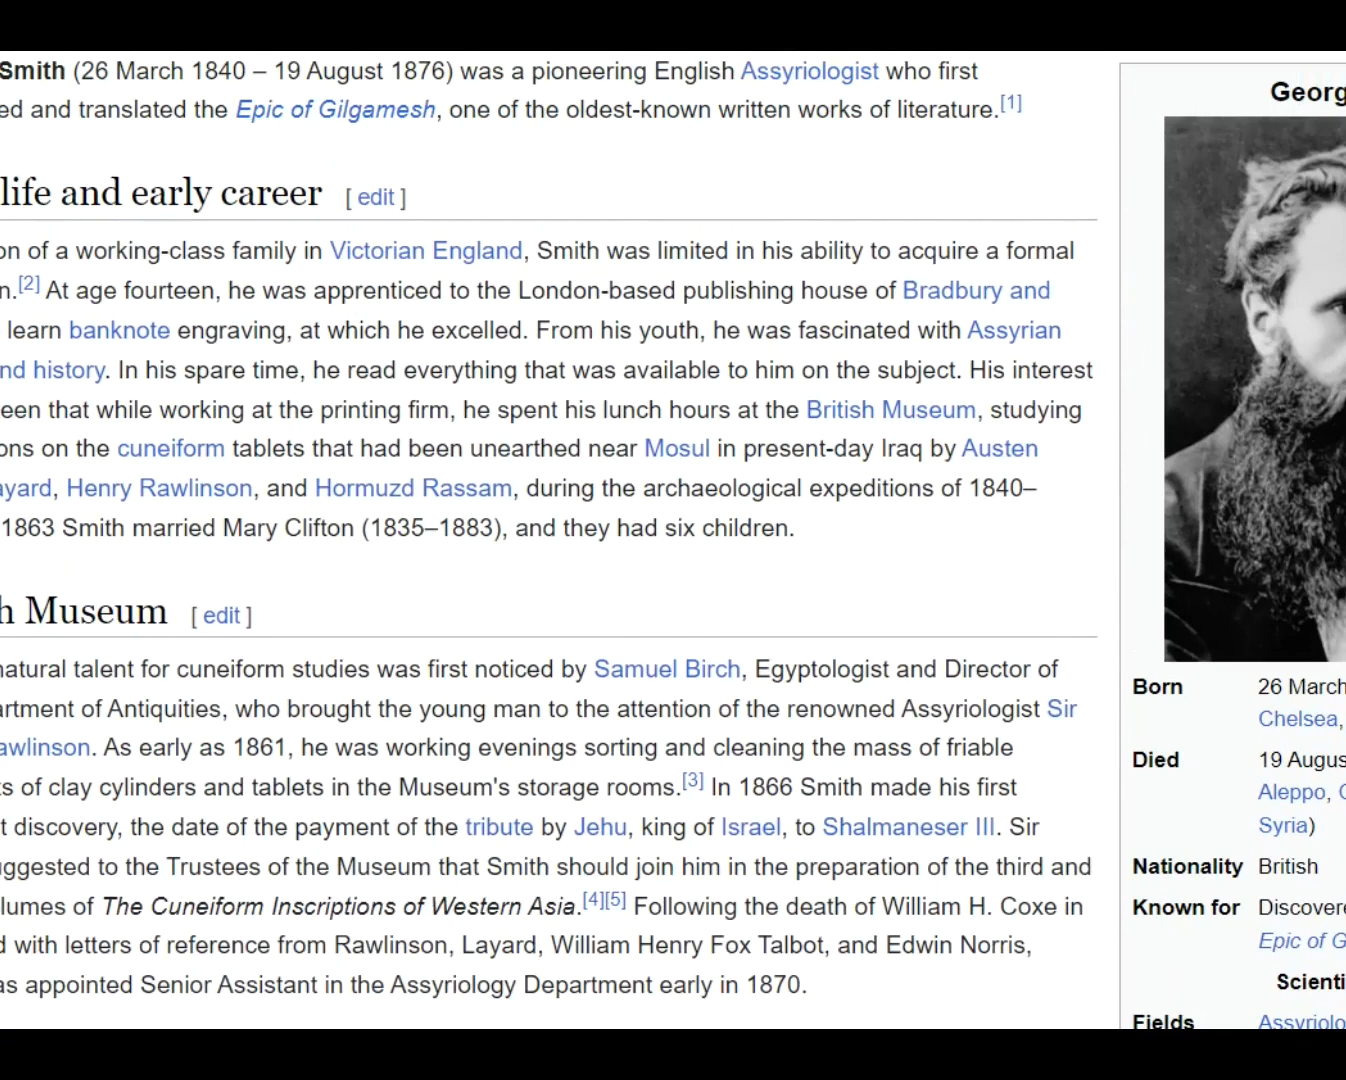 Smith (26 March 1840 – 19 August 1876) was a pioneering English Assyriologist who first
ed and translated the Epic of Gilgamesh, one of the oldest-known written works of literature.[1]
life and early career [ edit ]
on of a working-class family in Victorian England, Smith was limited in his ability to acquire a formal
n.[2] At age fourteen, he was apprenticed to the London-based publishing house of Bradbury and
learn banknote engraving, at which he excelled. From his youth, he was fascinated with Assyrian
nd history. In his spare time, he read everything that was available to him on the subject. His interest
een that while working at the printing firm, he spent his lunch hours at the British Museum, studying
ons on the cuneiform tablets that had been unearthed near Mosul in present-day Iraq by Austen
ayard, Henry Rawlinson, and Hormuzd Rassam, during the archaeological expeditions of 1840–
1863 Smith married Mary Clifton (1835–1883), and they had six children.
h Museum [ edit ]
natural talent for cuneiform studies was first noticed by Samuel Birch, Egyptologist and Director of
artment of Antiquities, who brought the young man to the attention of the renowned Assyriologist Sir
awlinson. As early as 1861, he was working evenings sorting and cleaning the mass of friable
ts of clay cylinders and tablets in the Museum's storage rooms.[3] In 1866 Smith made his first
t discovery, the date of the payment of the tribute by Jehu, king of Israel, to Shalmaneser III. Sir
uggested to the Trustees of the Museum that Smith should join him in the preparation of the third and
lumes of The Cuneiform Inscriptions of Western Asia.[4][5] Following the death of William H. Coxe in
d with letters of reference from Rawlinson, Layard, William Henry Fox Talbot, and Edwin Norris,
as appointed Senior Assistant in the Assyriology Department early in 1870.
Georg
Born 26 March
Chelsea,
Died 19 Augus
Aleppo,
Syria)
Nationality British
Known for Discovere
Epic of G
Scienti
Fields Assyriolo